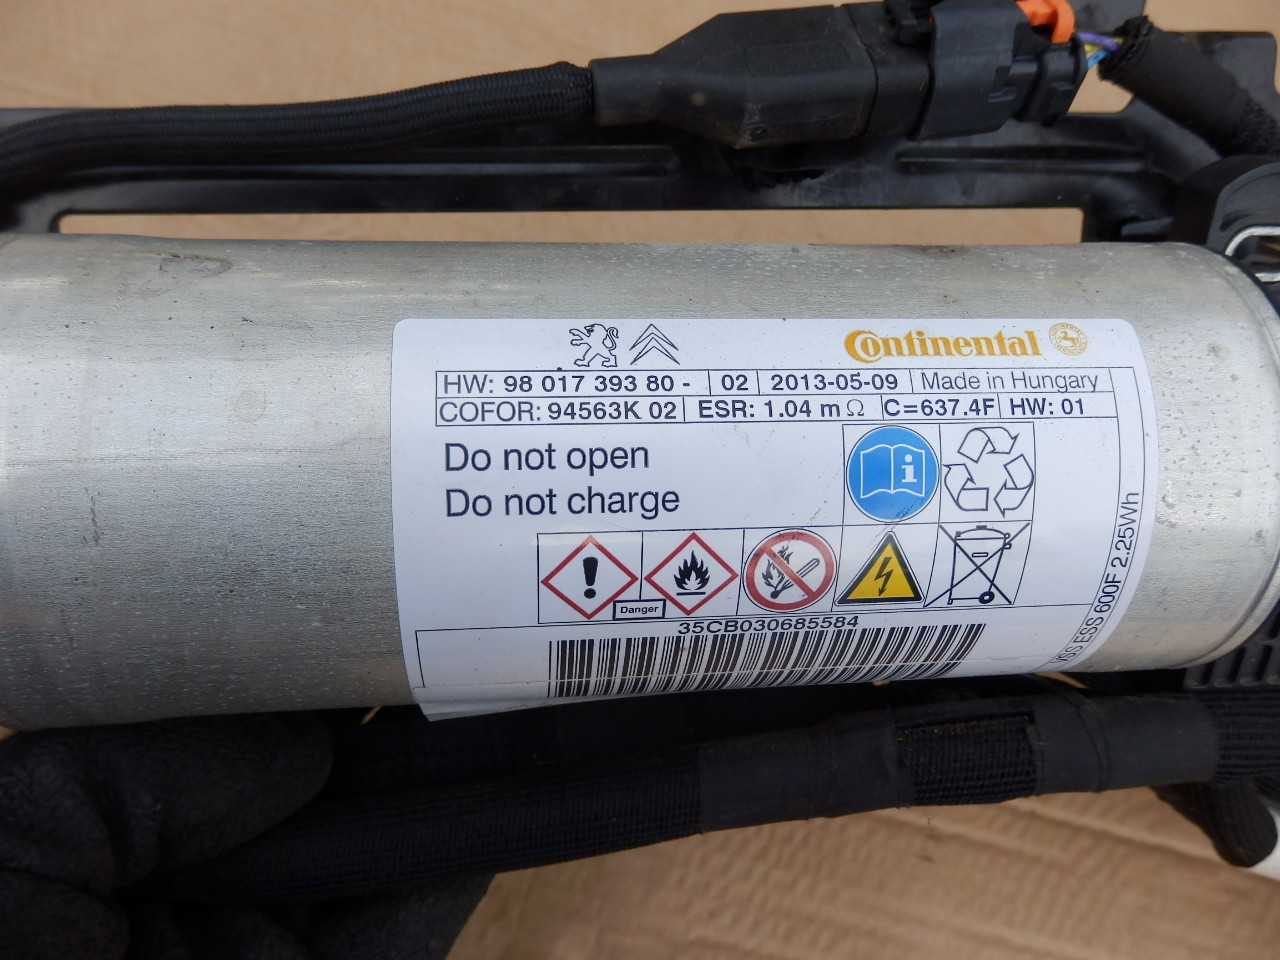 Continental
HW: 98 017 393 80 - 02 2013-05-09 Made in Hungary
COFOR: 94563K 02 ESR: 1.04 mΩ C=637.4F HW: 01
Do not open
Do not charge
i
Danger
35CB030685584
VSS ESS 600F 2.25Wh